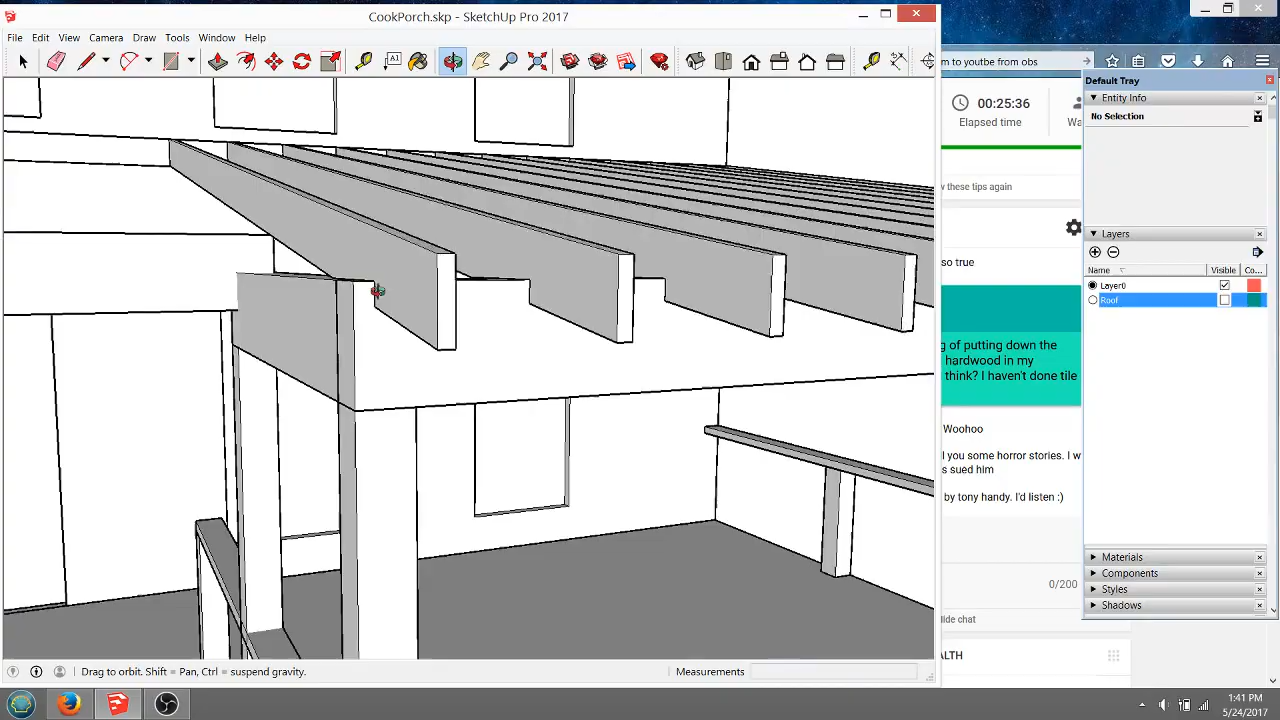 CookPorch.skp - SketchUp Pro 2017
File Edit View Camera Draw Tools Window Help
m to youtbe from obs
Default Tray
Entity Info
No Selection
00:25:36
Elapsed time
Wa
w these tips again
Layers
Name Visible Co...
so true
Layer0
Roof
g of putting down the
hardwood in my
think? I haven't done tile
Woohoo
l you some horror stories. I w
s sued him
by tony handy. I'd listen :)
Materials
Components
Styles
Shadows
0/200
lide chat
ALTH
Drag to orbit. Shift = Pan, Ctrl = suspend gravity.
Measurements
1:41 PM
5/24/2017